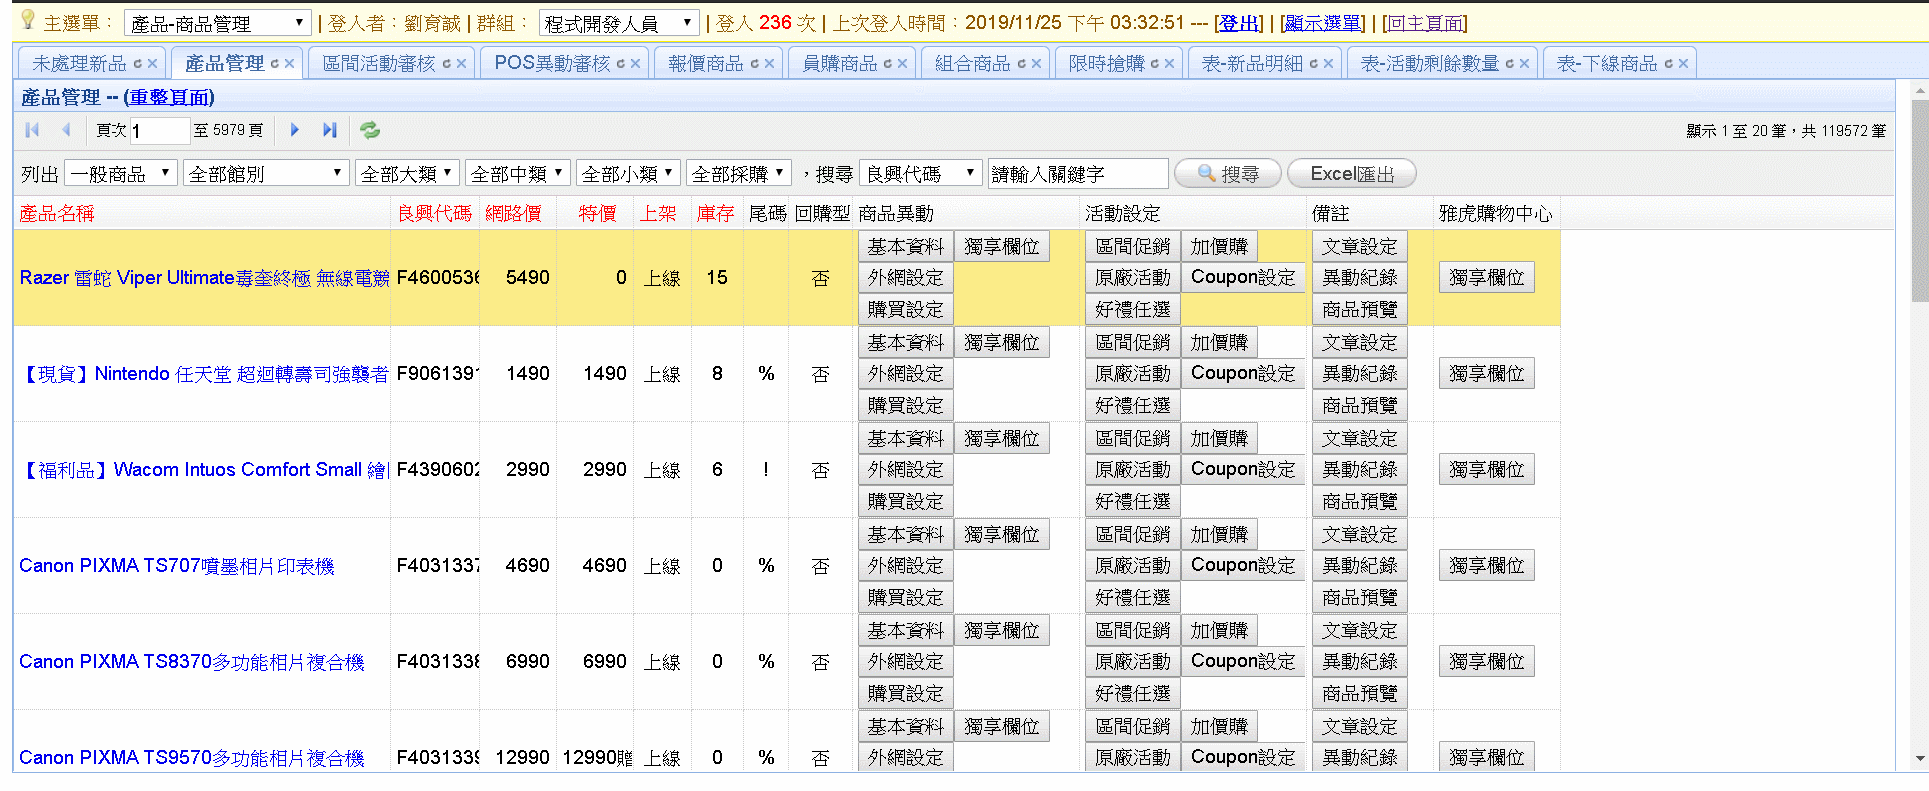 主選單： 產品-商品管理 | 登入者：劉育誠 | 群組： 程式開發人員 | 登入 236 次 | 上次登入時間：2019/11/25 下午 03:32:51 --- [登出] | [顯示選單] | [回主頁面]
未處理新品 產品管理 區間活動審核 POS異動審核 報價商品 員購商品 組合商品 限時搶購 表-新品明細 表-活動剩餘數量 表-下線商品
產品管理 -- (重整頁面)
頁次 1 至 5979 頁 顯示 1 至 20 筆，共 119572 筆
列出 一般商品 全部館別 全部大類 全部中類 全部小類 全部採購 ，搜尋 良興代碼 請輸入關鍵字 搜尋 Excel匯出
產品名稱 良興代碼 網路價 特價 上架 庫存 尾碼 回購型 商品異動 活動設定 備註 雅虎購物中心
基本資料 獨享欄位 區間促銷 加價購 文章設定
Razer 雷蛇 Viper Ultimate毒蝰終極 無線電競 F4600536 5490 0 上線 15 否 外網設定 原廠活動 Coupon設定 異動紀錄 獨享欄位
購買設定 好禮任選 商品預覽
基本資料 獨享欄位 區間促銷 加價購 文章設定
【現貨】Nintendo 任天堂 超迴轉壽司強襲者 F9061391 1490 1490 上線 8 % 否 外網設定 原廠活動 Coupon設定 異動紀錄 獨享欄位
購買設定 好禮任選 商品預覽
基本資料 獨享欄位 區間促銷 加價購 文章設定
【福利品】Wacom Intuos Comfort Small 繪 F4390602 2990 2990 上線 6 ! 否 外網設定 原廠活動 Coupon設定 異動紀錄 獨享欄位
購買設定 好禮任選 商品預覽
基本資料 獨享欄位 區間促銷 加價購 文章設定
Canon PIXMA TS707噴墨相片印表機 F4031337 4690 4690 上線 0 % 否 外網設定 原廠活動 Coupon設定 異動紀錄 獨享欄位
購買設定 好禮任選 商品預覽
基本資料 獨享欄位 區間促銷 加價購 文章設定
Canon PIXMA TS8370多功能相片複合機 F4031338 6990 6990 上線 0 % 否 外網設定 原廠活動 Coupon設定 異動紀錄 獨享欄位
購買設定 好禮任選 商品預覽
基本資料 獨享欄位 區間促銷 加價購 文章設定
Canon PIXMA TS9570多功能相片複合機 F4031339 12990 12990贈 上線 0 % 否 外網設定 原廠活動 Coupon設定 異動紀錄 獨享欄位